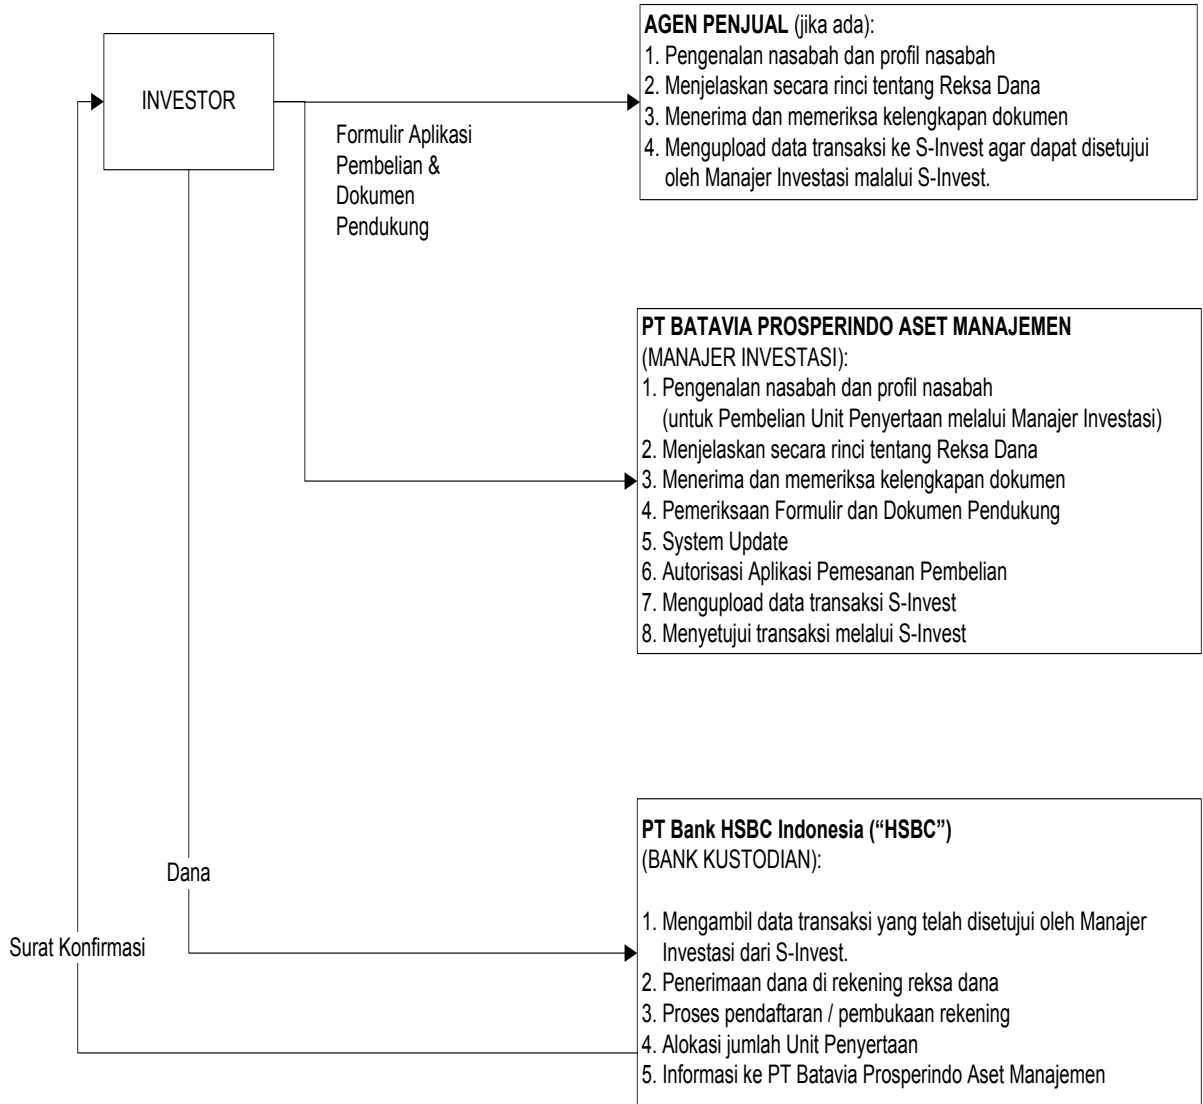 INVESTOR
Formulir Aplikasi
Pembelian &
Dokumen
Pendukung
AGEN PENJUAL (jika ada):
1. Pengenalan nasabah dan profil nasabah
2. Menjelaskan secara rinci tentang Reksa Dana
3. Menerima dan memeriksa kelengkapan dokumen
4. Mengupload data transaksi ke S-Invest agar dapat disetujui
oleh Manajer Investasi malalui S-Invest.
PT BATAVIA PROSPERINDO ASET MANAJEMEN
(MANAJER INVESTASI):
1. Pengenalan nasabah dan profil nasabah
(untuk Pembelian Unit Penyertaan melalui Manajer Investasi)
2. Menjelaskan secara rinci tentang Reksa Dana
3. Menerima dan memeriksa kelengkapan dokumen
4. Pemeriksaan Formulir dan Dokumen Pendukung
5. System Update
6. Autorisasi Aplikasi Pemesanan Pembelian
7. Mengupload data transaksi S-Invest
8. Menyetujui transaksi melalui S-Invest
Dana
Surat Konfirmasi
PT Bank HSBC Indonesia (“HSBC”)
(BANK KUSTODIAN):
1. Mengambil data transaksi yang telah disetujui oleh Manajer
Investasi dari S-Invest.
2. Penerimaan dana di rekening reksa dana
3. Proses pendaftaran / pembukaan rekening
4. Alokasi jumlah Unit Penyertaan
5. Informasi ke PT Batavia Prosperindo Aset Manajemen